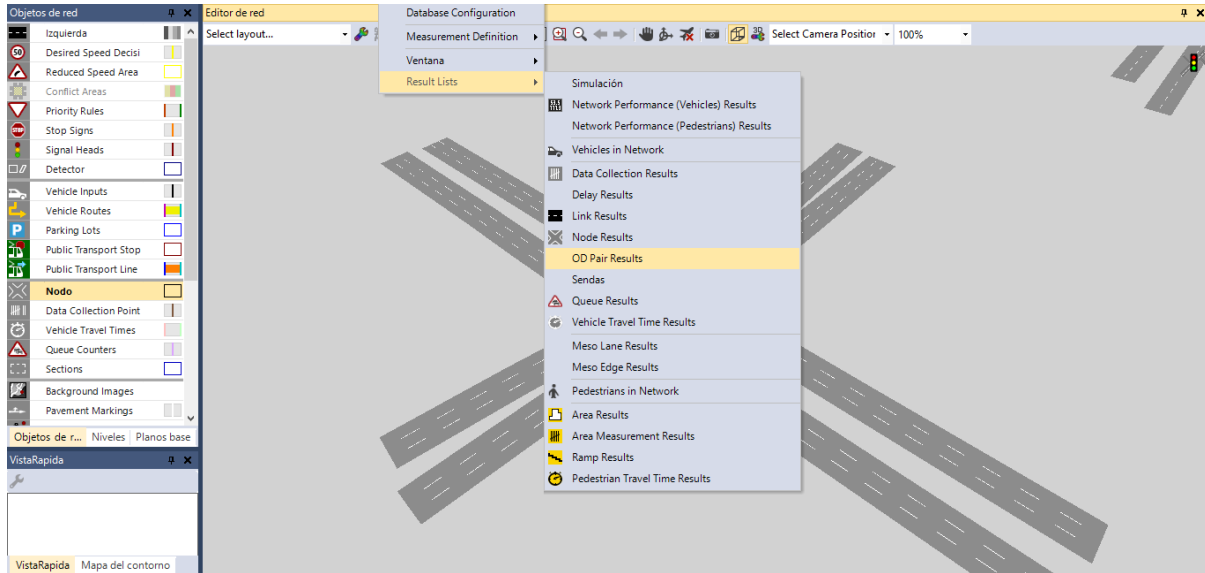 Objetos de red
Izquierda
Desired Speed Decisi
Reduced Speed Area
Conflict Areas
Priority Rules
Stop Signs
Signal Heads
Detector
Vehicle Inputs
Vehicle Routes
Parking Lots
Public Transport Stop
Public Transport Line
Nodo
Data Collection Point
Vehicle Travel Times
Queue Counters
Sections
Background Images
Pavement Markings
Objetos de r... Niveles Planos base
VistaRapida
VistaRapida Mapa del contorno
Editor de red
Select layout...
Select Camera Position 100%
Database Configuration
Measurement Definition
Ventana
Result Lists
Simulación
Network Performance (Vehicles) Results
Network Performance (Pedestrians) Results
Vehicles in Network
Data Collection Results
Delay Results
Link Results
Node Results
OD Pair Results
Sendas
Queue Results
Vehicle Travel Time Results
Meso Lane Results
Meso Edge Results
Pedestrians in Network
Area Results
Area Measurement Results
Ramp Results
Pedestrian Travel Time Results